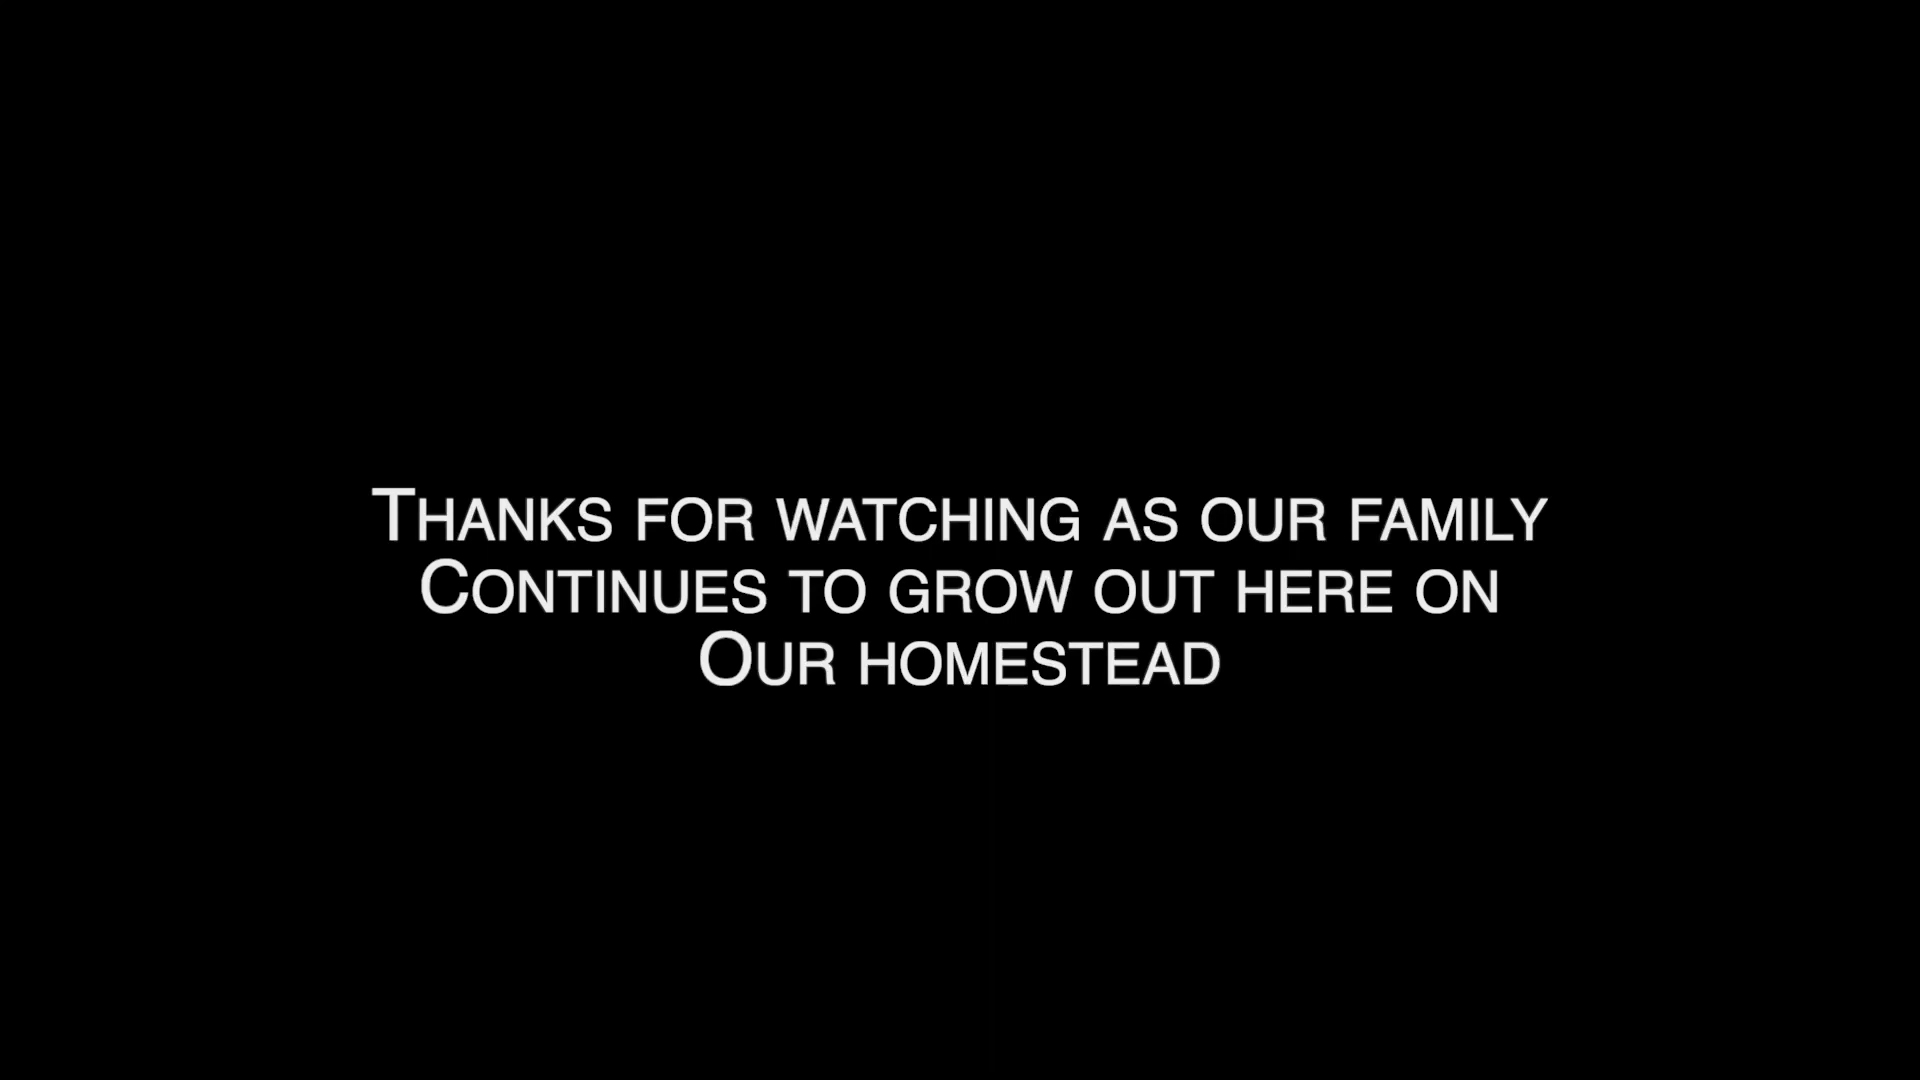 Thanks for watching as our family
Continues to grow out here on
Our homestead